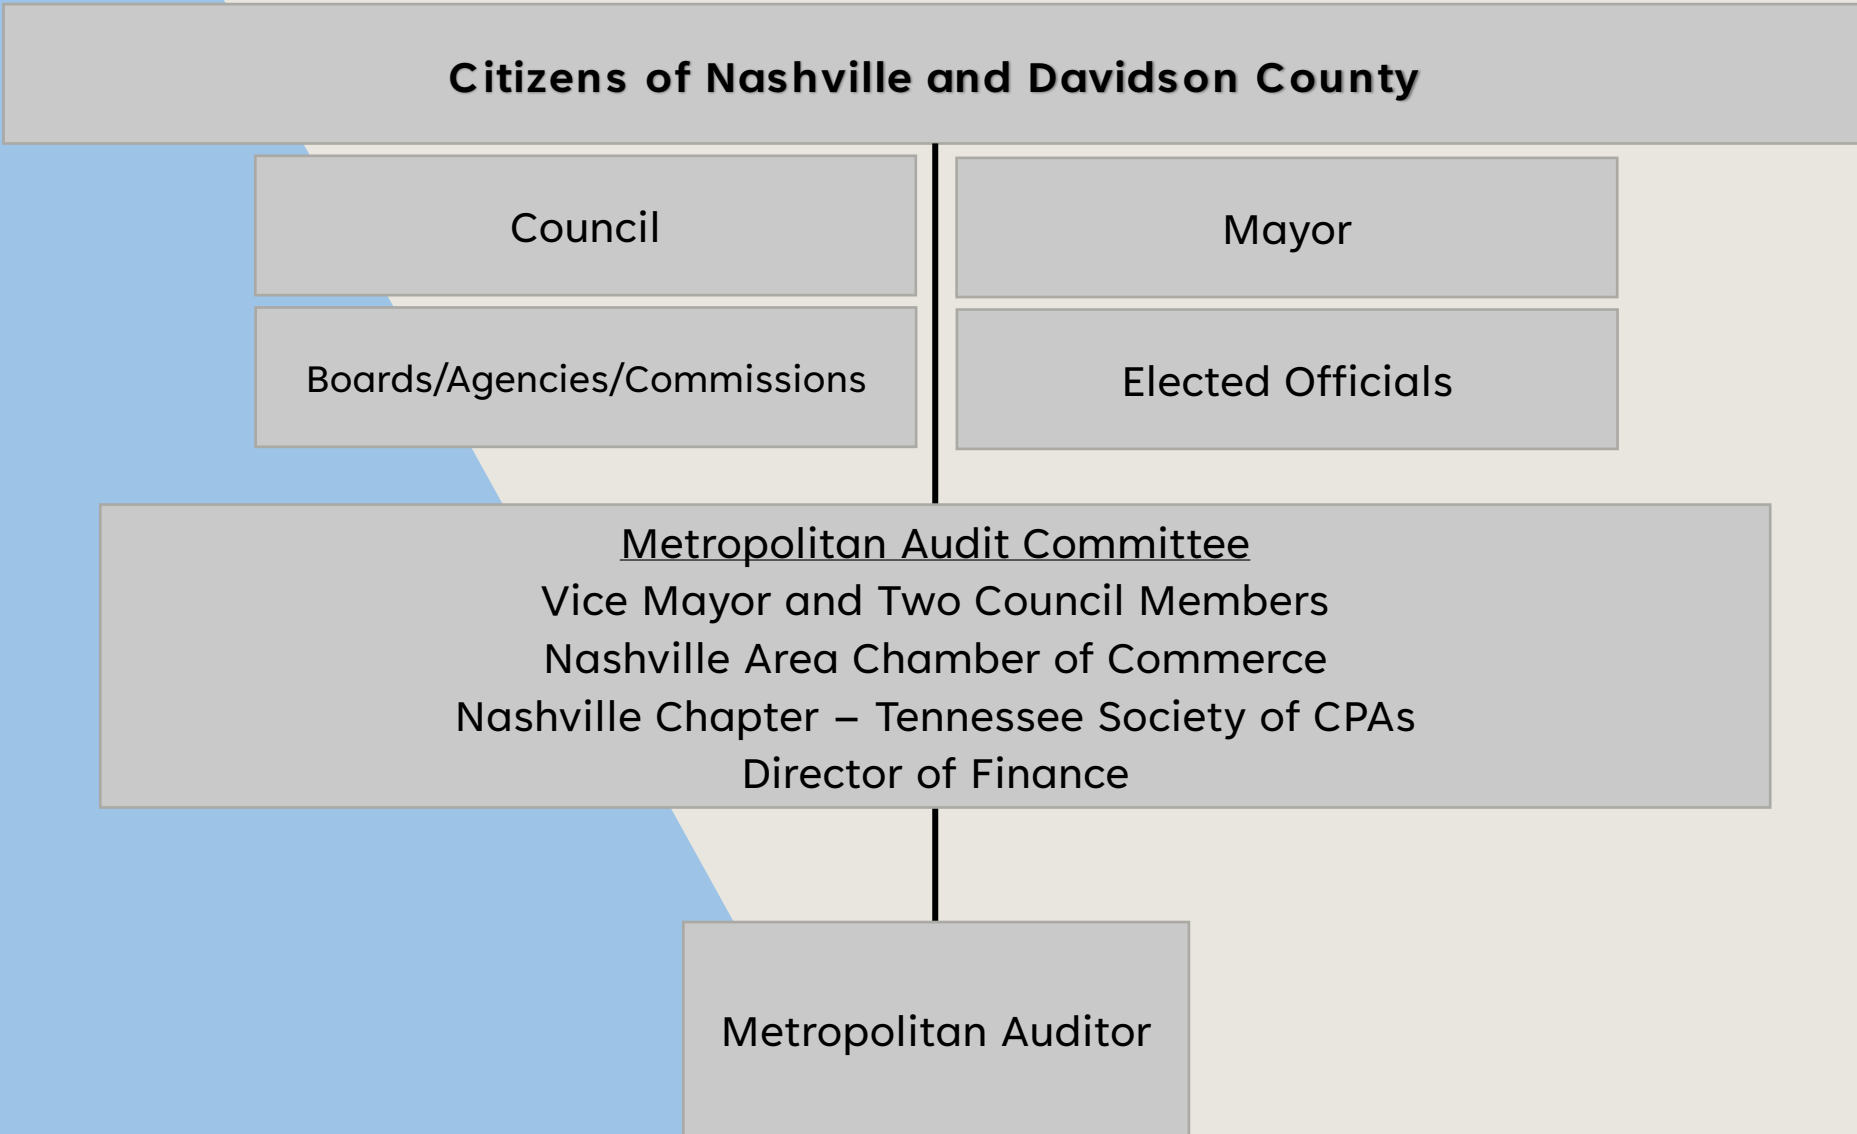 Citizens of Nashville and Davidson County
Council
Mayor
Boards/Agencies/Commissions
Elected Officials
Metropolitan Audit Committee
Vice Mayor and Two Council Members
Nashville Area Chamber of Commerce
Nashville Chapter – Tennessee Society of CPAs
Director of Finance
Metropolitan Auditor